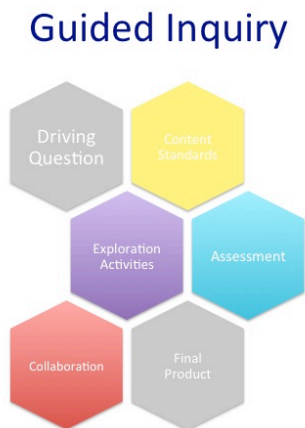 Guided Inquiry
Driving
Question
Content
Standards
Exploration
Activities
Assessment
Collaboration
Final
Product